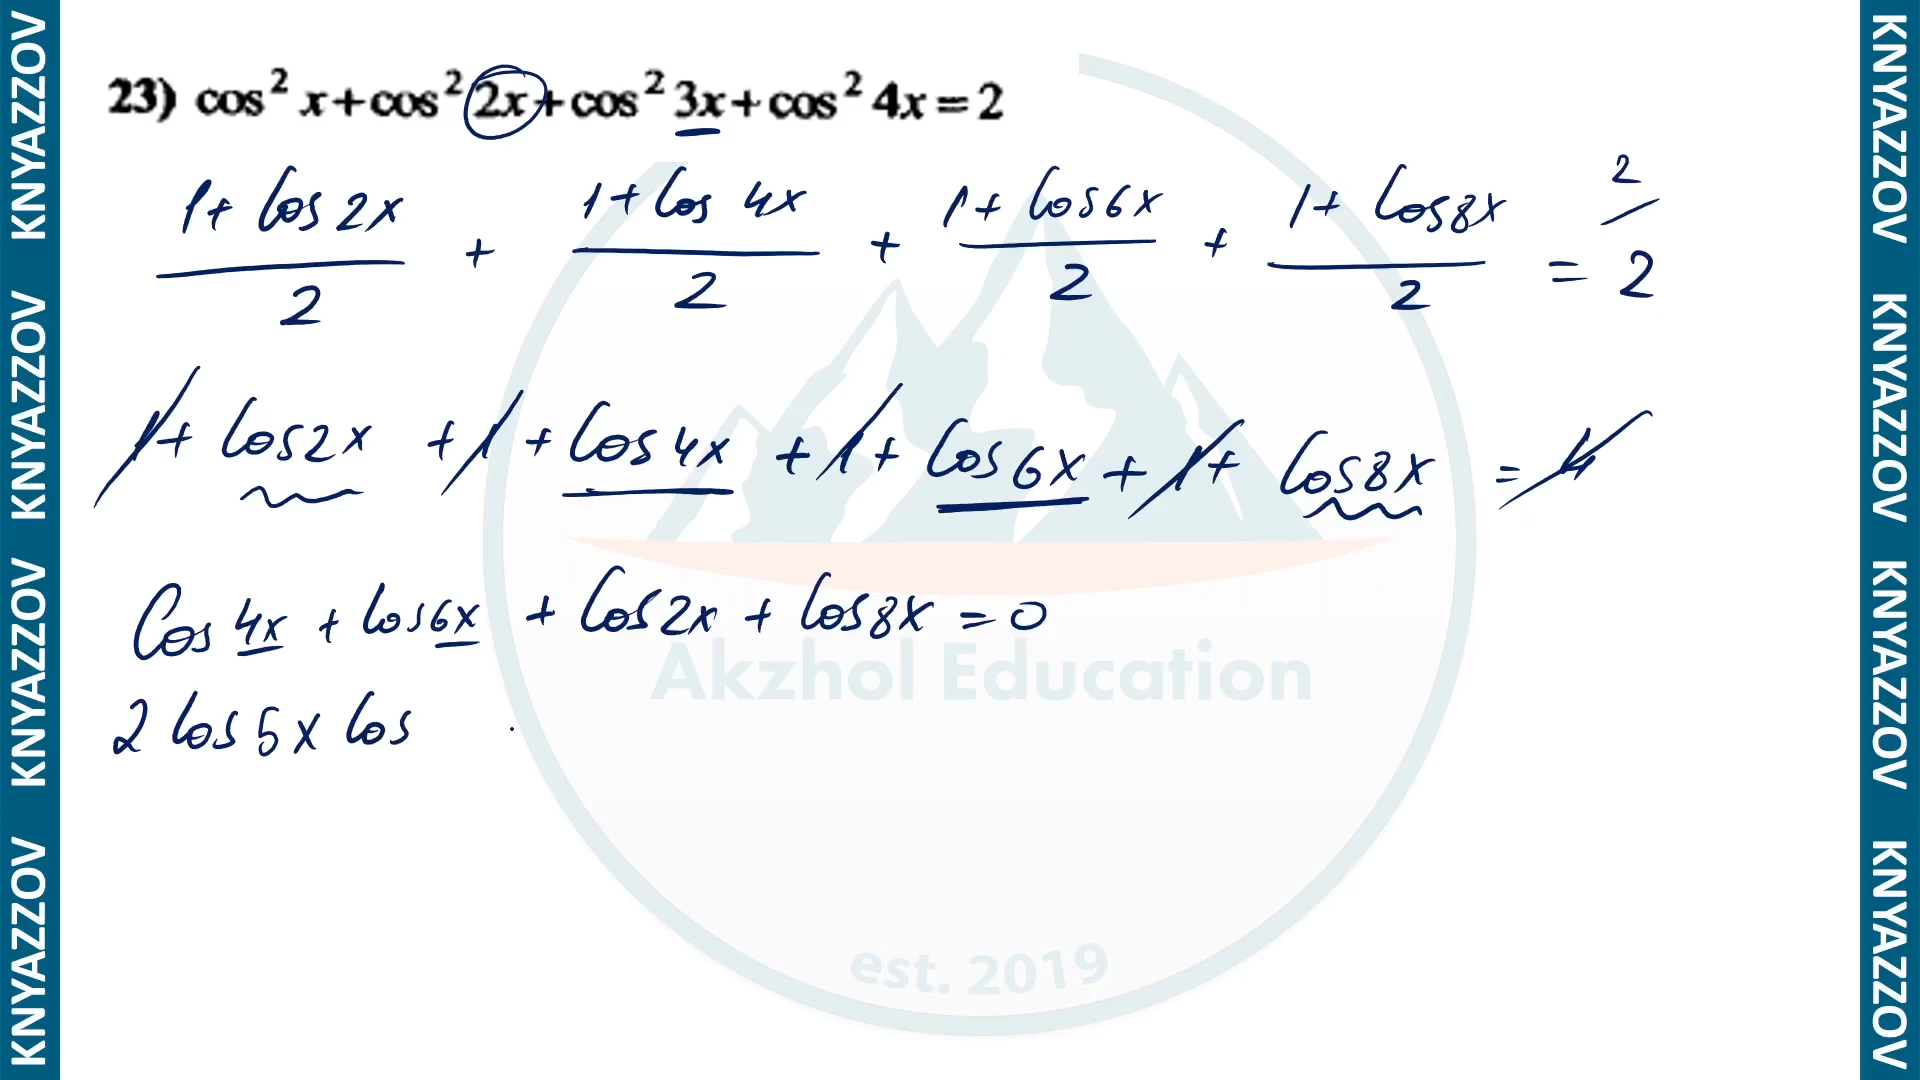 23) cos² x+cos² 2x+cos² 3x+cos² 4x=2
(1+ Cos 2x)/2 + (1+ Cos 4x)/2 + (1+ Cos 6x)/2 + (1+ Cos 8x)/2 = 2 /2
1+ Cos 2x +1 + Cos 4x +1+ Cos 6x +1+ Cos 8x = 4
Cos 4x + Cos 6x + Cos 2x + Cos 8x = 0
2 Cos 5x Cos
Akzhol Education
est. 2019
KNYAZZOV
KNYAZZOV
KNYAZZOV
KNYAZZOV
KNYAZZOV
KNYAZZOV
KNYAZZOV
KNYAZZOV